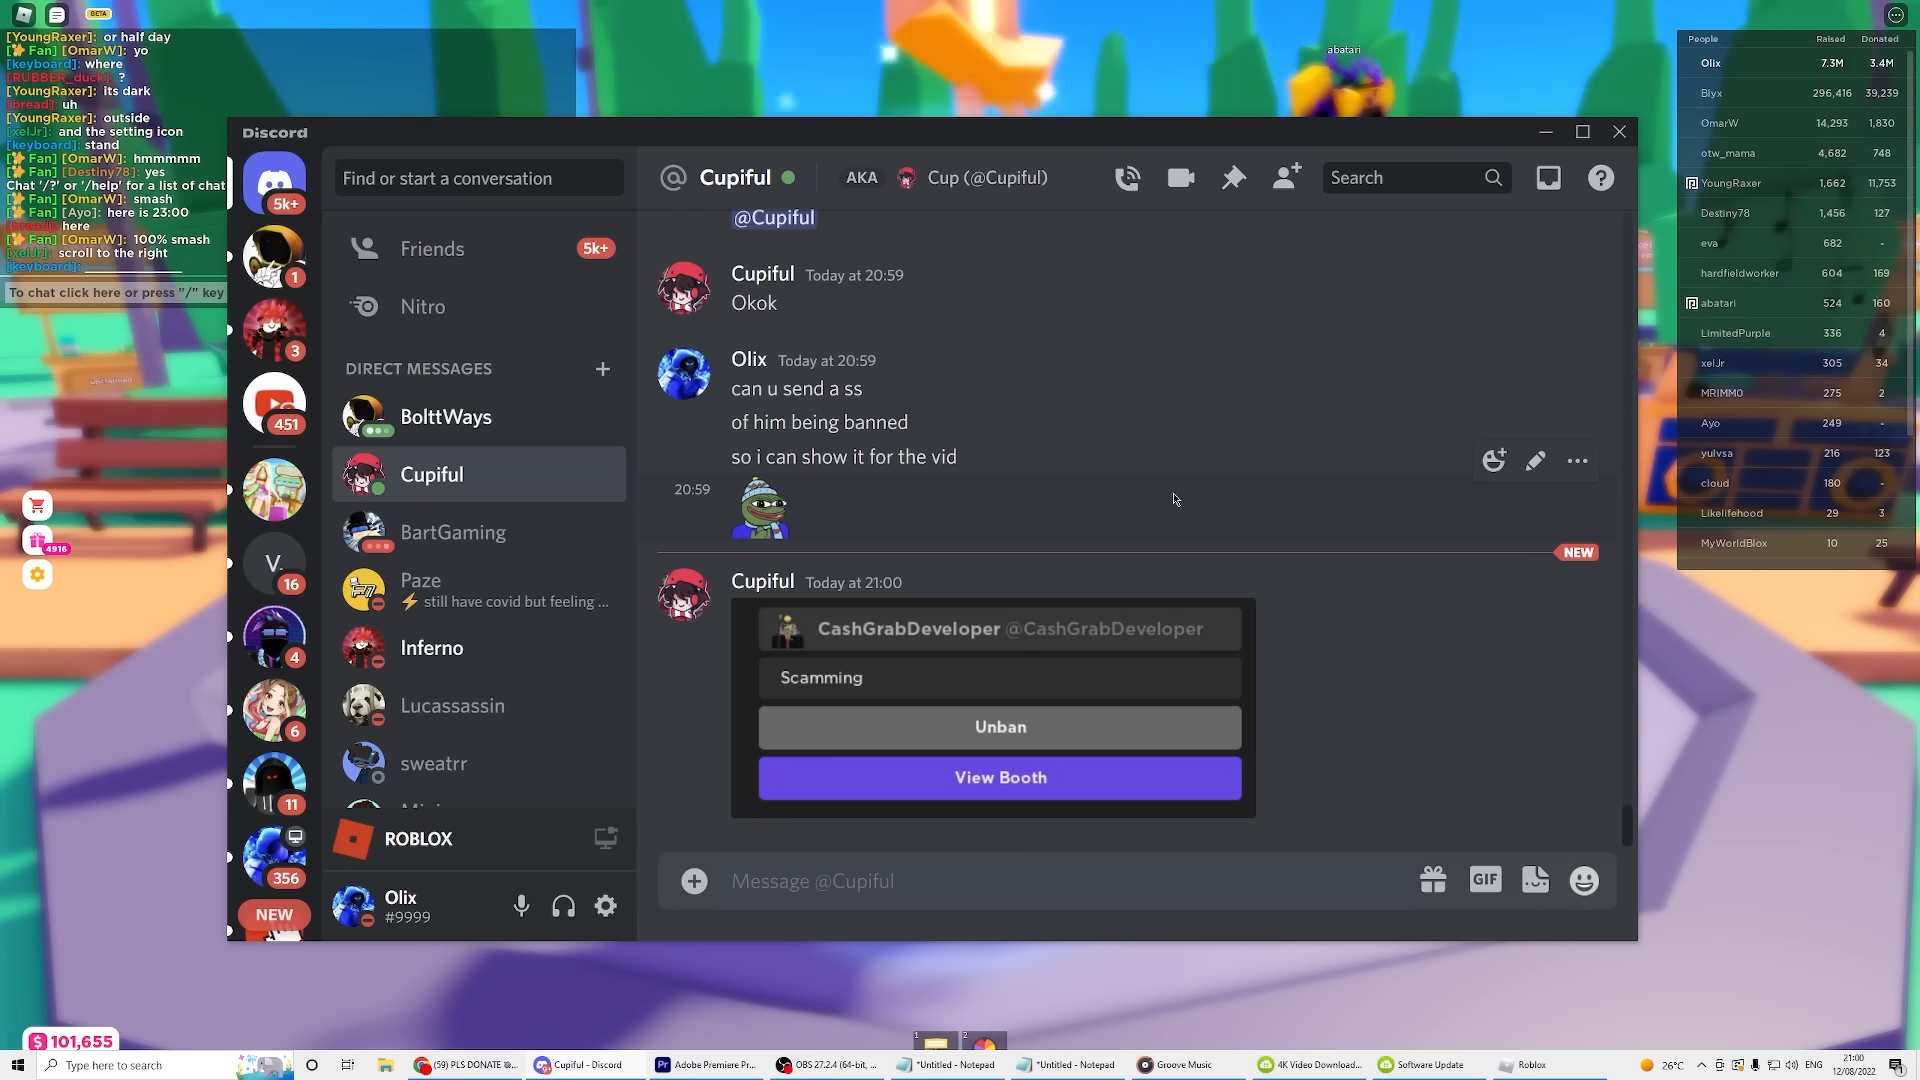 BETA
[YoungRaxer]: or half day
[Fan] [OmarW]: yo
[keyboard]: where
[RUBBER_duck]: ?
[YoungRaxer]: its dark
[bread]: uh
[YoungRaxer]: outside
[xelJr]: and the setting icon
[keyboard]: stand
[Fan] [OmarW]: hmmmmm
[Fan] [Destiny78]: yes
Chat '/?' or '/help' for a list of chat
[Fan] [OmarW]: smash
[Fan] [Ayo]: here is 23:00
[bread]: here
[Fan] [OmarW]: 100% smash
[xelJr]: scroll to the right
[keyboard]: _______________
To chat click here or press "/" key
4916
$ 101,655
abatari
unclaimed
People Raised Donated
Olix 7.3M 3.4M
Blyx 296,416 39,239
OmarW 14,293 1,830
otw_mama 4,682 748
YoungRaxer 1,662 11,753
Destiny78 1,456 127
eva 682 -
hardfieldworker 604 169
abatari 524 160
LimitedPurple 336 4
xelJr 305 34
MRIMM0 275 2
Ayo 249 -
yulvsa 216 123
cloud 180 -
Likelifehood 29 3
MyWorldBlox 10 25
Discord
5k+
1
3
451
V.
16
4
6
11
356
NEW
Find or start a conversation
Friends 5k+
Nitro
DIRECT MESSAGES +
BolttWays
Cupiful
BartGaming
Paze
⚡ still have covid but feeling ...
Inferno
Lucassassin
sweatrr
ROBLOX
Olix
#9999
@ Cupiful AKA Cup (@Cupiful)
Search
@Cupiful
Cupiful Today at 20:59
Okok
Olix Today at 20:59
can u send a ss
of him being banned
so i can show it for the vid
20:59
NEW
Cupiful Today at 21:00
CashGrabDeveloper @CashGrabDeveloper
Scamming
Unban
View Booth
Message @Cupiful
GIF
1 2
Type here to search
(59) PLS DONATE ...
Cupiful - Discord
Pr Adobe Premiere Pr...
OBS 27.2.4 (64-bit, ...
*Untitled - Notepad
*Untitled - Notepad
Groove Music
4K Video Download...
Software Update
Roblox
26°C
ENG
21:00
12/08/2022
1